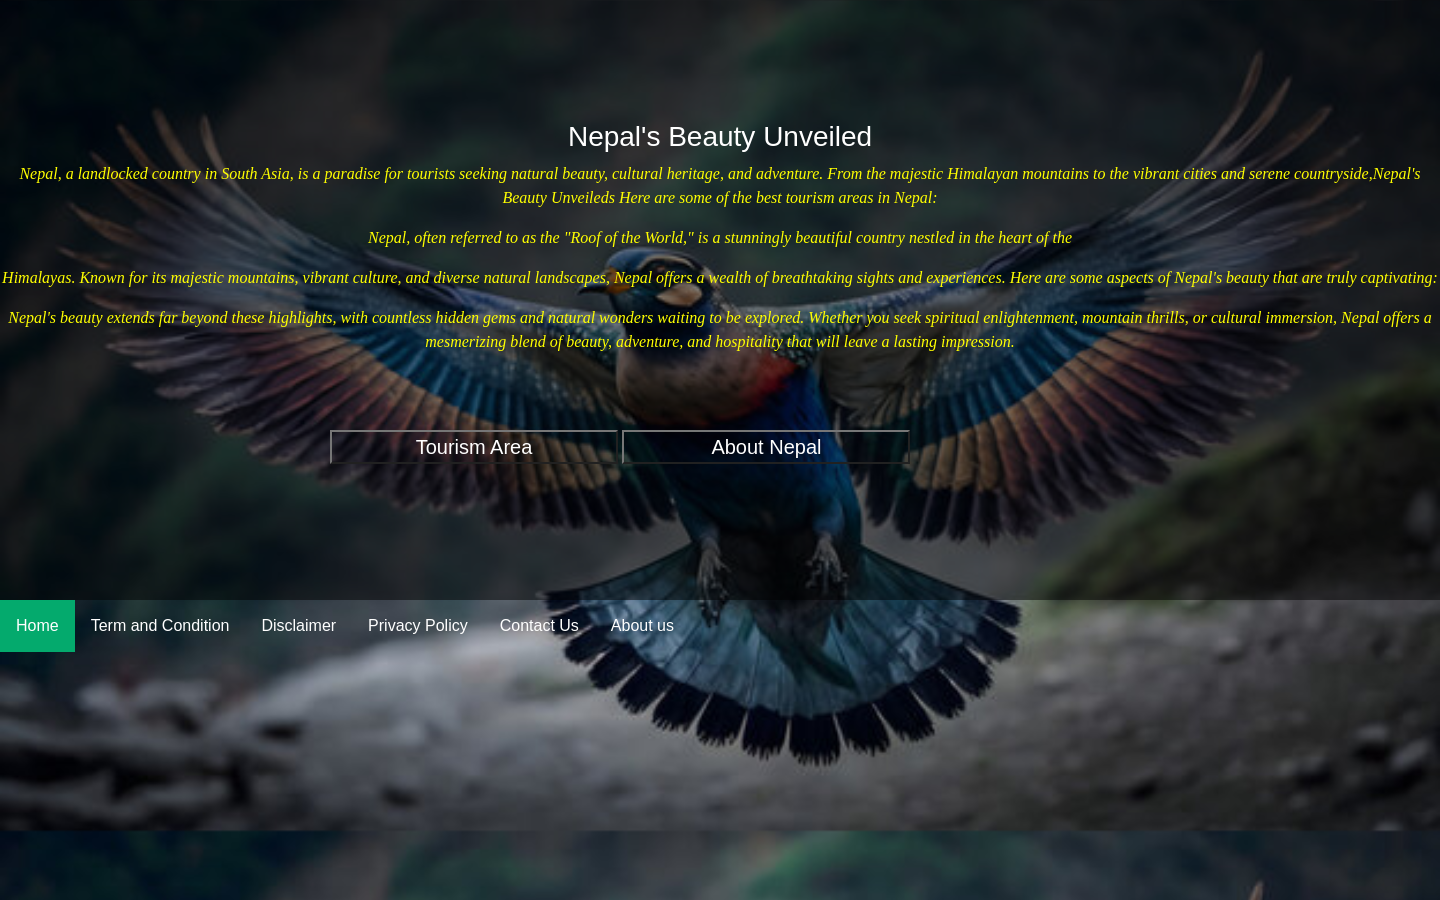 Nepal's Beauty Unveiled
Nepal, a landlocked country in South Asia, is a paradise for tourists seeking natural beauty, cultural heritage, and adventure. From the majestic Himalayan mountains to the vibrant cities and serene countryside,Nepal's
Beauty Unveileds Here are some of the best tourism areas in Nepal:
Nepal, often referred to as the "Roof of the World," is a stunningly beautiful country nestled in the heart of the
Himalayas. Known for its majestic mountains, vibrant culture, and diverse natural landscapes, Nepal offers a wealth of breathtaking sights and experiences. Here are some aspects of Nepal's beauty that are truly captivating:
Nepal's beauty extends far beyond these highlights, with countless hidden gems and natural wonders waiting to be explored. Whether you seek spiritual enlightenment, mountain thrills, or cultural immersion, Nepal offers a
mesmerizing blend of beauty, adventure, and hospitality that will leave a lasting impression.
Tourism Area About Nepal
Home Term and Condition Disclaimer Privacy Policy Contact Us About us